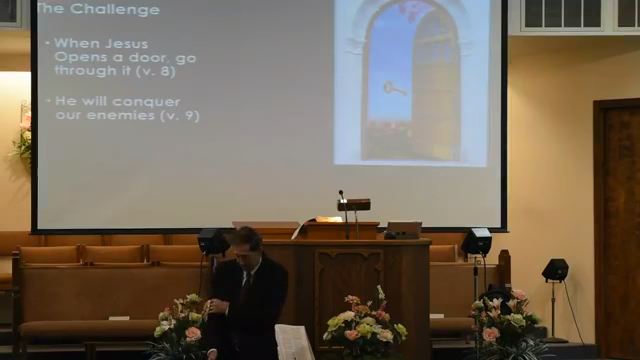 The Challenge
• When Jesus
Opens a door, go
through it (v. 8)
• He will conquer
our enemies (v. 9)